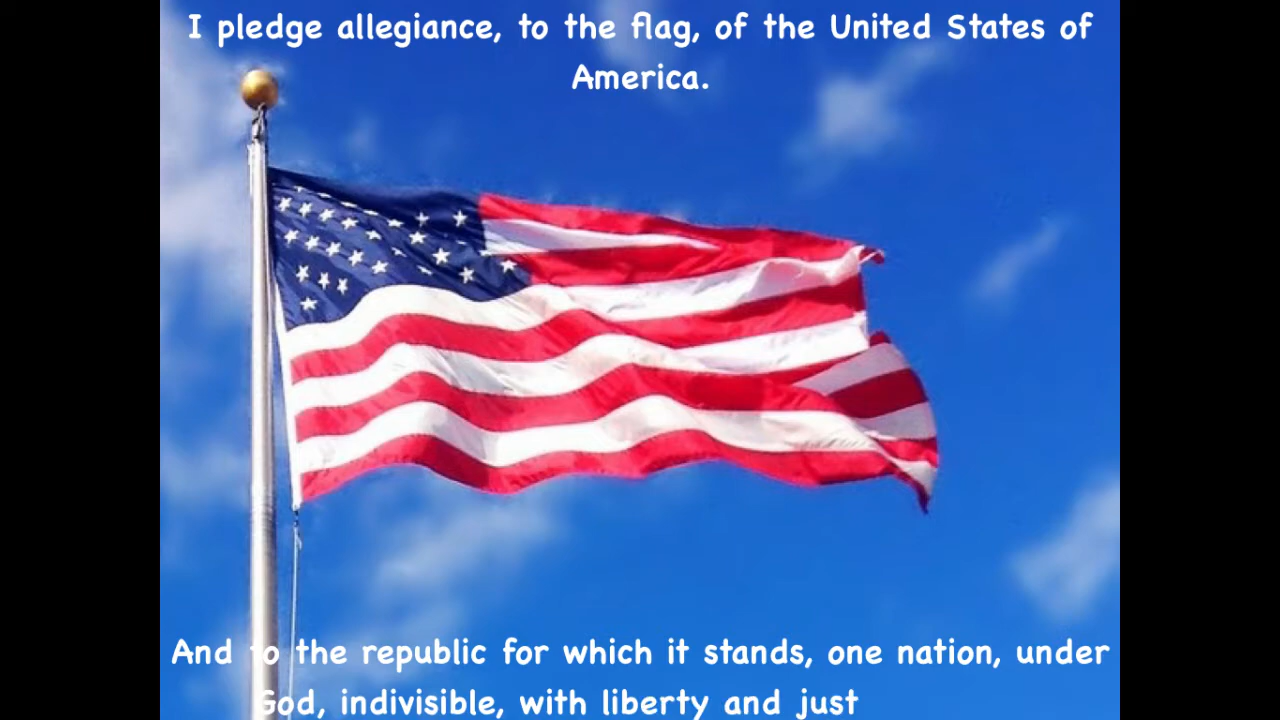 I pledge allegiance, to the flag, of the United States of
America.
And to the republic for which it stands, one nation, under
God, indivisible, with liberty and just